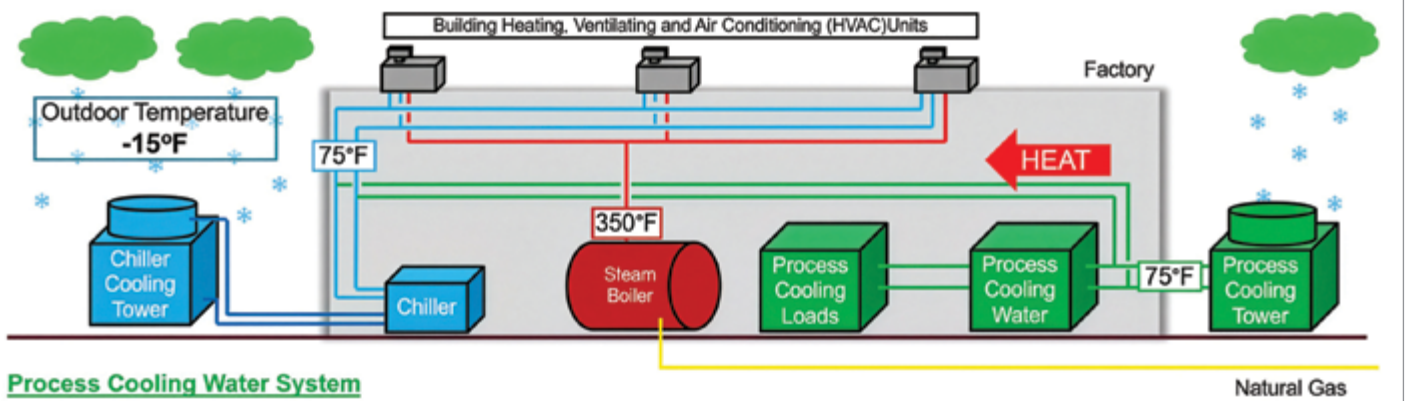 Building Heating, Ventilating and Air Conditioning (HVAC)Units
Factory
Outdoor Temperature
-15ºF
75°F
HEAT
350°F
Chiller
Cooling
Tower
Chiller
Steam
Boiler
Process
Cooling
Loads
Process
Cooling
Water
75°F
Process
Cooling
Tower
Process Cooling Water System
Natural Gas